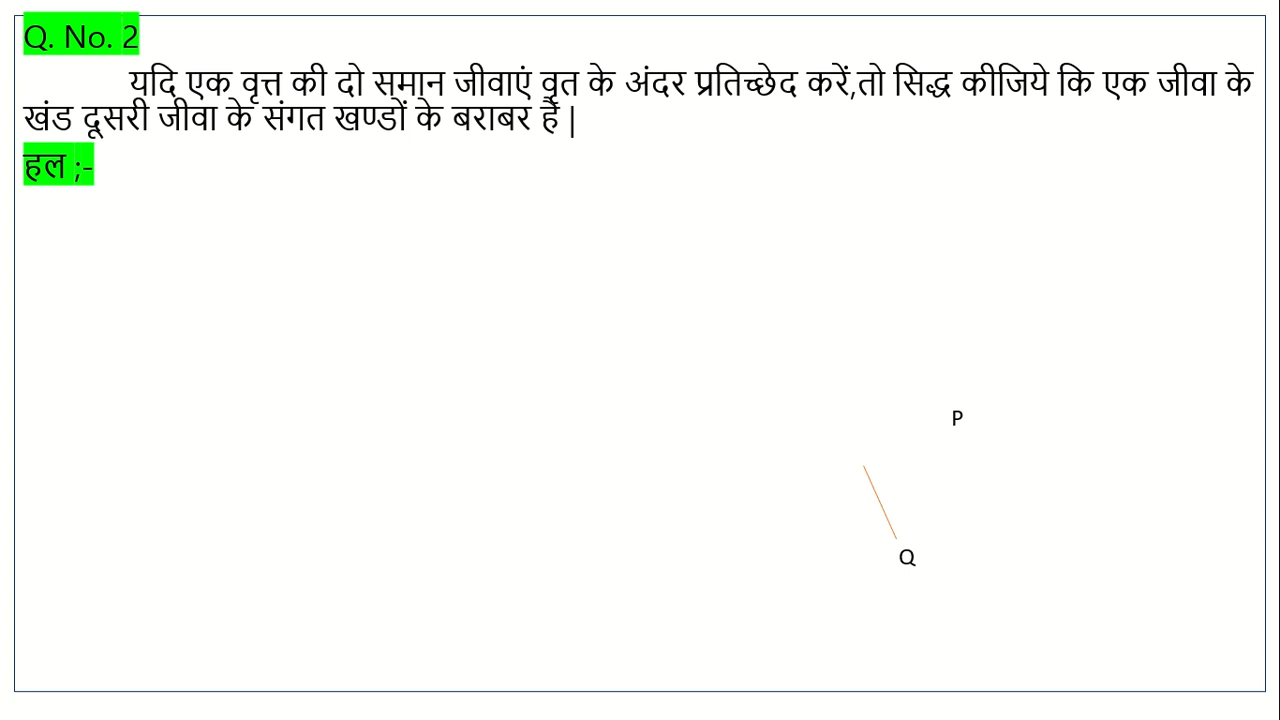 Q. No. 2
यदि एक वृत्त की दो समान जीवाएं वृत के अंदर प्रतिच्छेद करें,तो सिद्ध कीजिये कि एक जीवा के
खंड दूसरी जीवा के संगत खण्डों के बराबर है |
हल ;-
P
Q